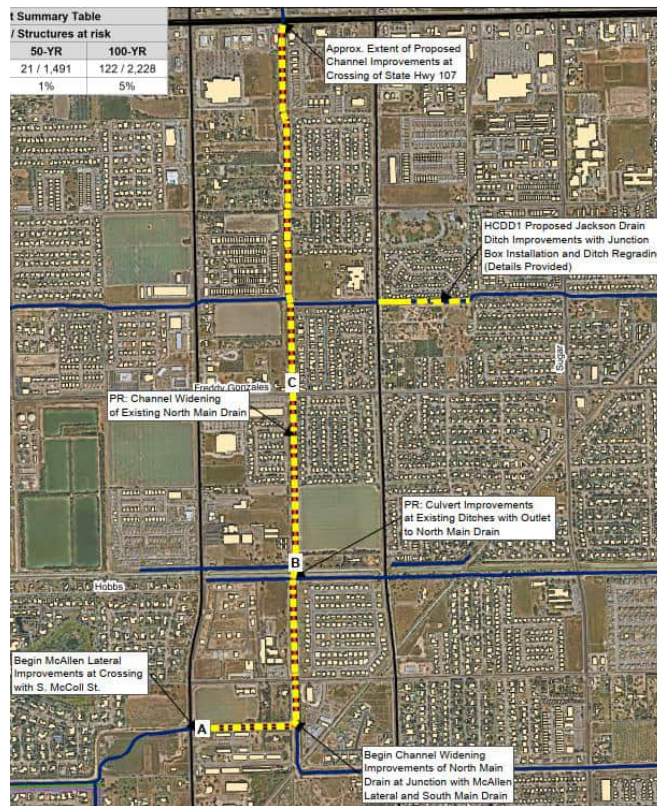 t Summary Table
/ Structures at risk
50-YR 100-YR
21 / 1,491 122 / 2,228
1% 5%
Approx. Extent of Proposed
Channel Improvements at
Crossing of State Hwy 107
HCDD1 Proposed Jackson Drain
Ditch Improvements with Junction
Box Installation and Ditch Regradin
(Details Provided)
Sugar
C
Freddy Gonzales
PR: Channel Widening
of Existing North Main Drain
PR: Culvert Improvements
at Existing Ditches with Outlet
to North Main Drain
B
Hobbs
Begin McAllen Lateral
Improvements at Crossing
with S. McColl St.
A
Begin Channel Widening
Improvements of North Main
Drain at Junction with McAllen
Lateral and South Main Drain